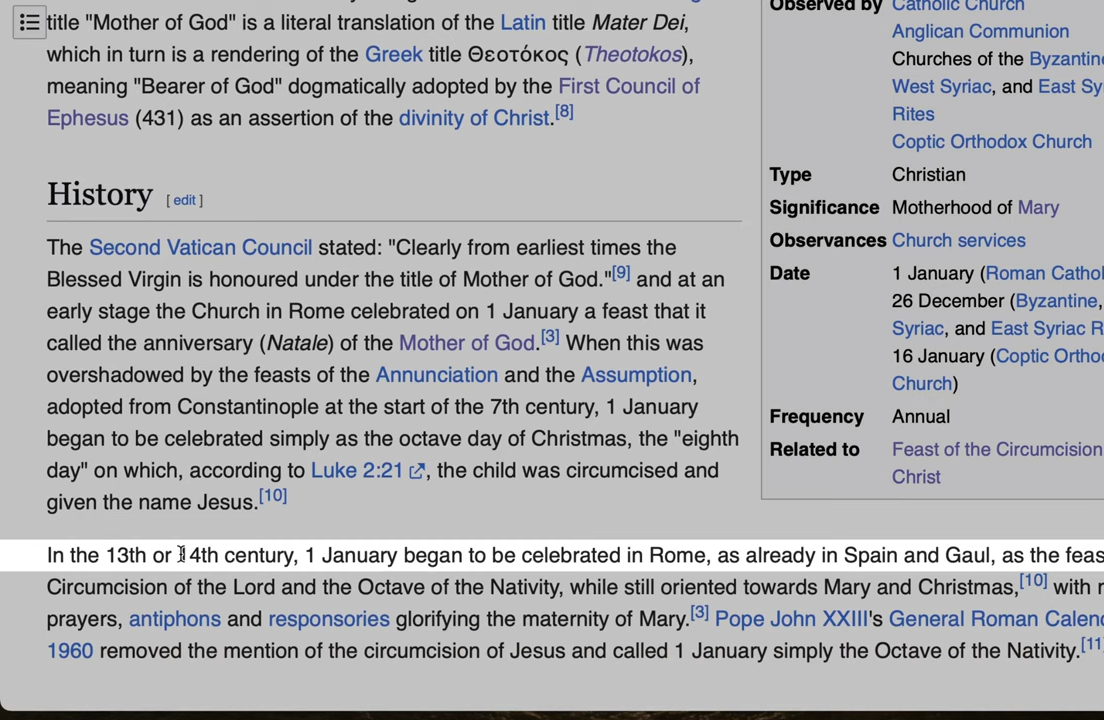 title "Mother of God" is a literal translation of the Latin title Mater Dei,
which in turn is a rendering of the Greek title Θεοτόκος (Theotokos),
meaning "Bearer of God" dogmatically adopted by the First Council of
Ephesus (431) as an assertion of the divinity of Christ.[8]
History [ edit ]
The Second Vatican Council stated: "Clearly from earliest times the
Blessed Virgin is honoured under the title of Mother of God."[9] and at an
early stage the Church in Rome celebrated on 1 January a feast that it
called the anniversary (Natale) of the Mother of God.[3] When this was
overshadowed by the feasts of the Annunciation and the Assumption,
adopted from Constantinople at the start of the 7th century, 1 January
began to be celebrated simply as the octave day of Christmas, the "eighth
day" on which, according to Luke 2:21, the child was circumcised and
given the name Jesus.[10]
In the 13th or 14th century, 1 January began to be celebrated in Rome, as already in Spain and Gaul, as the
Circumcision of the Lord and the Octave of the Nativity, while still oriented towards Mary and Christmas,[10] with
prayers, antiphons and responsories glorifying the maternity of Mary.[3] Pope John XXIII's General Roman
1960 removed the mention of the circumcision of Jesus and called 1 January simply the Octave of the Nativity.[11
Observed by Catholic Church
Anglican Communion
Churches of the
West Syriac, and East
Rites
Coptic Orthodox Church
Type Christian
Significance Motherhood of Mary
Observances Church services
Date 1 January (Roman
26 December (Byzantine,
Syriac, and East Syriac
16 January (Coptic
Church)
Frequency Annual
Related to Feast of the Circumcision
Christ